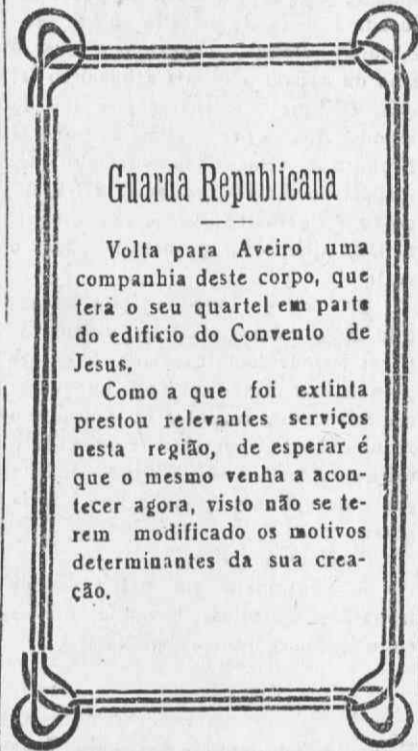 Guarda Republicana
Volta para Aveiro uma
companhia deste corpo, que
terá o seu quartel em parte
do edificio do Convento de
Jesus.
Como a que foi extinta
prestou relevantes serviços
nesta região, de esperar é
que o mesmo venha a acon-
tecer agora, visto não se te-
rem modificado os motivos
determinantes da sua crea-
ção.